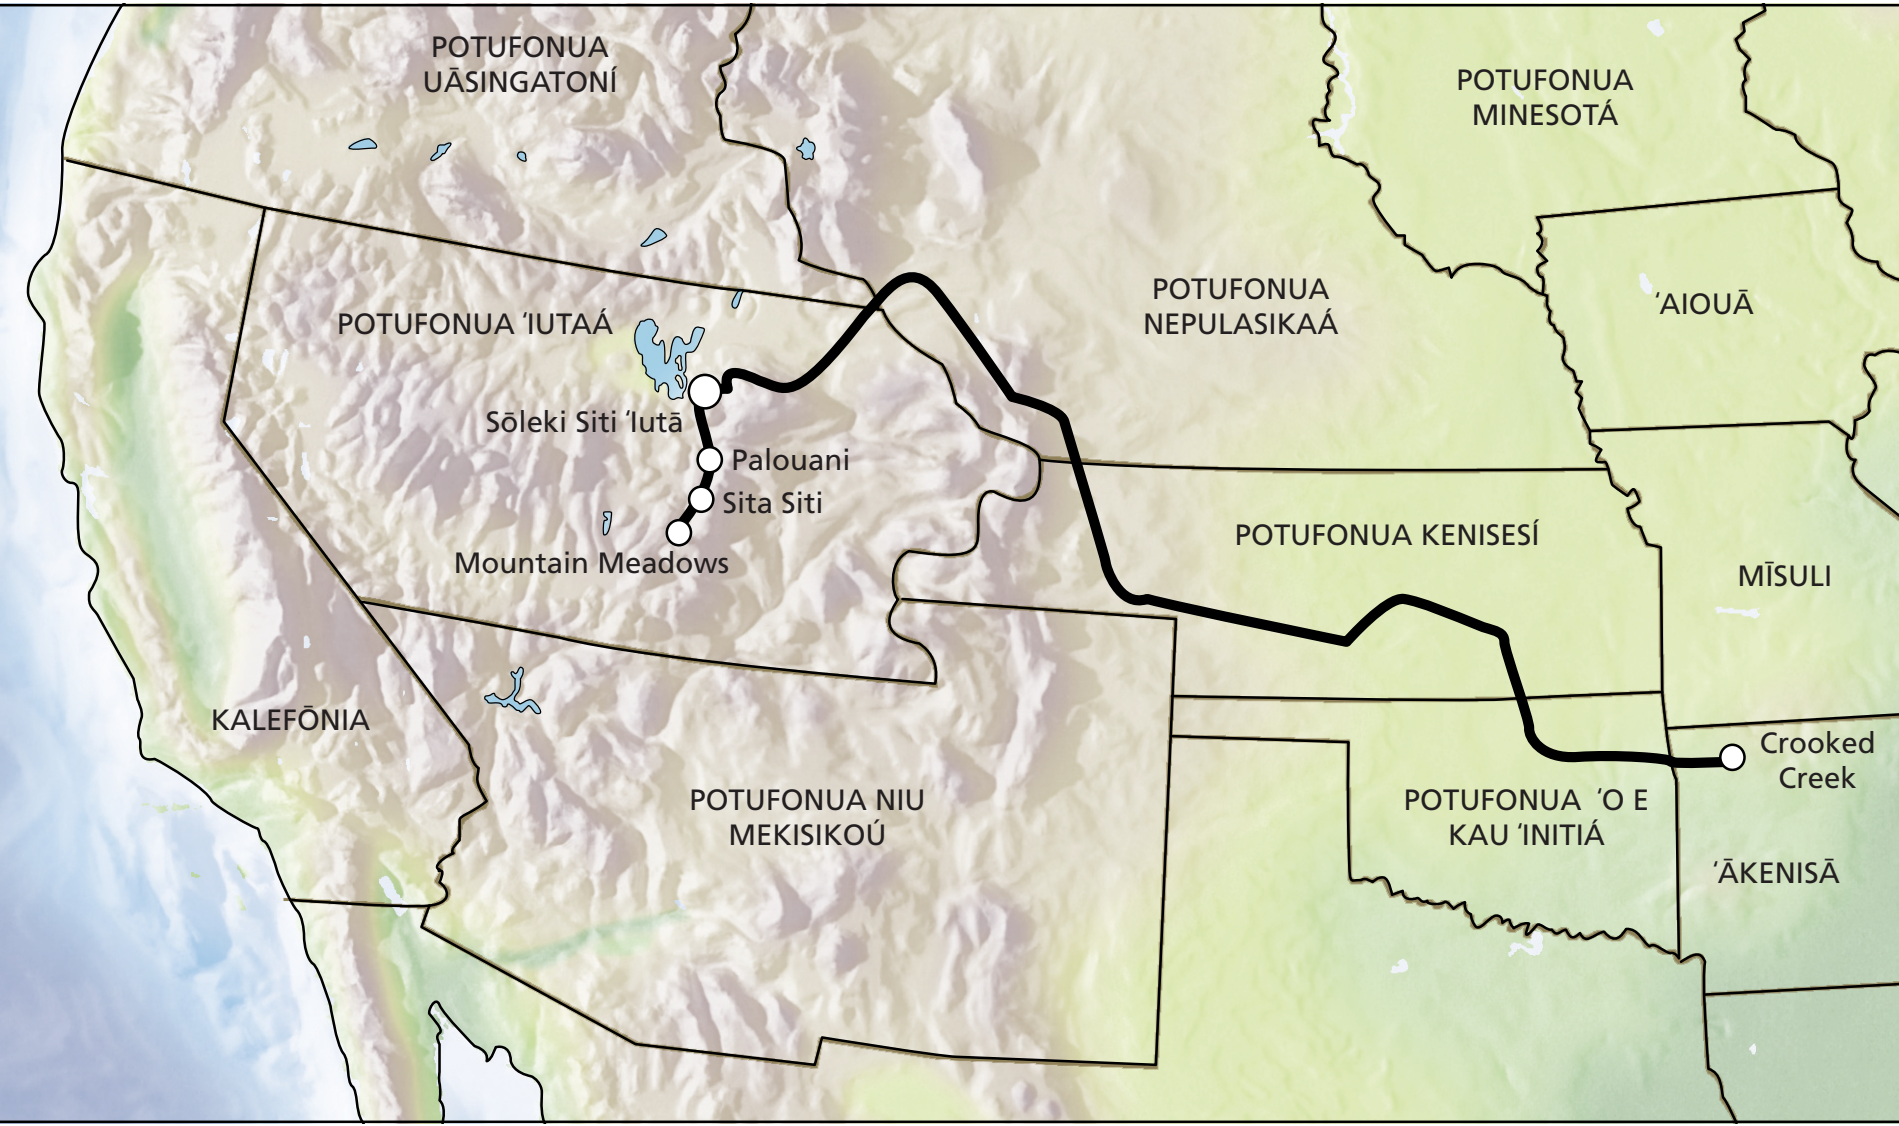 POTUFONUA
UĀSINGATONÍ
POTUFONUA
MINESOTÁ
POTUFONUA
NEPULASIKAÁ
ʻAIOUĀ
POTUFONUA ʻIUTAÁ
Sōleki Siti ʻIutā
Palouani
Sita Siti
Mountain Meadows
POTUFONUA KENISESÍ
MĪSULI
KALEFŌNIA
Crooked
Creek
POTUFONUA NIU
MEKISIKOÚ
POTUFONUA ʻO E
KAU ʻINITIÁ
ʻĀKENISĀ